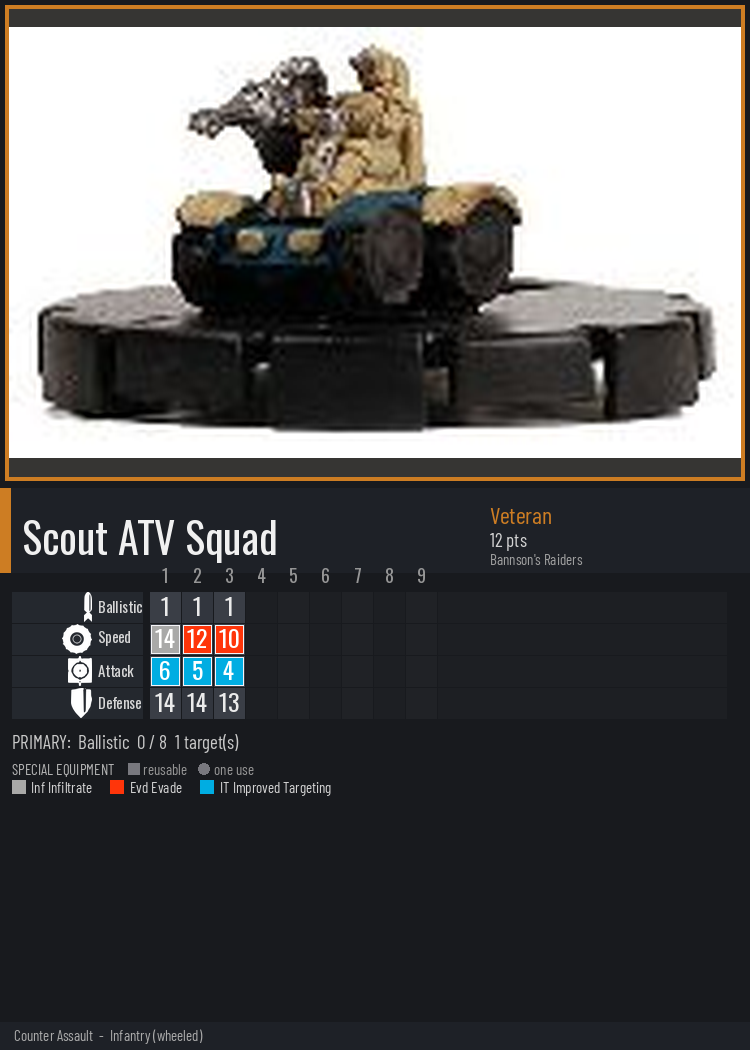 Scout ATV Squad
Veteran
12 pts
Bannson's Raiders
1 2 3 4 5 6 7 8 9
Ballistic 1 1 1
Speed 14 12 10
Attack 6 5 4
Defense 14 14 13
PRIMARY: Ballistic 0 / 8 1 target(s)
SPECIAL EQUIPMENT reusable one use
Inf Infiltrate Evd Evade IT Improved Targeting
Counter Assault - Infantry (wheeled)